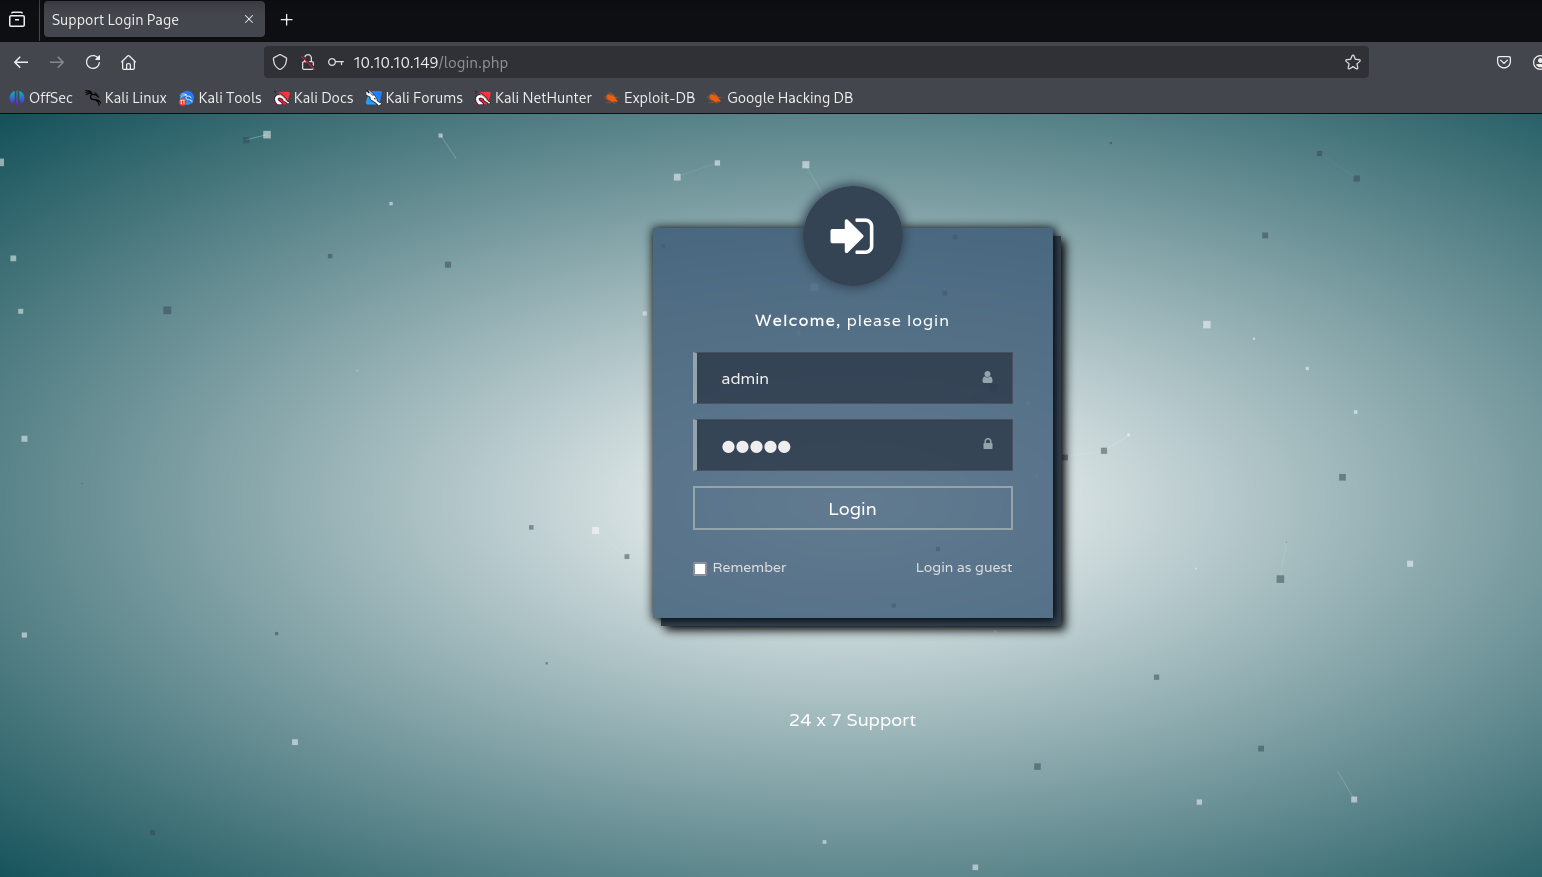 Support Login Page
10.10.10.149/login.php
OffSec Kali Linux Kali Tools Kali Docs Kali Forums Kali NetHunter Exploit-DB Google Hacking DB
Welcome, please login
admin
●●●●●
Login
Remember Login as guest
24 x 7 Support